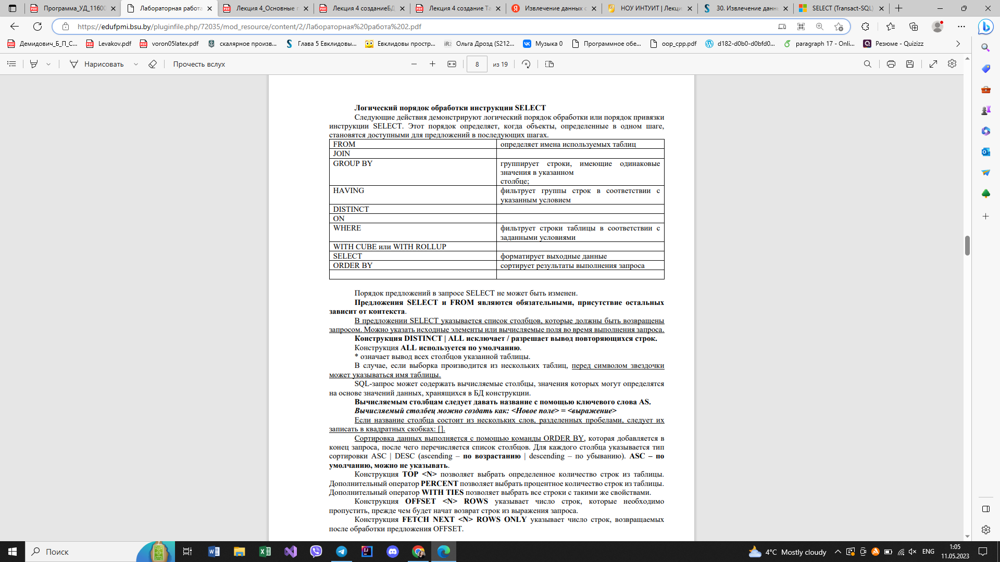 Программа_УД_11600
Лабораторная работа
Лекция 4_Основные
Лекция 4 созданиеБД
Лекция 4 создание Та
Извлечение данных с
НОУ ИНТУИТ | Лекци
30. Извлечение данн
SELECT (Transact-SQL)
https://edufpmi.bsu.by/pluginfile.php/72035/mod_resource/content/2/Лабораторная%20работа%202.pdf
Демидович_Б_П_С...
Levakov.pdf
voron05latex.pdf
скалярное произв...
Глава 5 Евклидовы...
Евклидовы простр...
Ольга Дрозд (S212...
Музыка 0
Программное обе...
oop_cpp.pdf
d182-d0b0-d0bfd0...
paragraph 17 - Onli...
Резюме - Quizizz
Нарисовать
Прочесть вслух
8
из 19
Логический порядок обработки инструкции SELECT
Следующие действия демонстрируют логический порядок обработки или порядок привязки
инструкции SELECT. Этот порядок определяет, когда объекты, определенные в одном шаге,
становятся доступными для предложений в последующих шагах.
FROM определяет имена используемых таблиц
JOIN
GROUP BY группирует строки, имеющие одинаковые
значения в указанном
столбце;
HAVING фильтрует группы строк в соответствии с
указанным условием
DISTINCT
ON
WHERE фильтрует строки таблицы в соответствии с
заданными условиями
WITH CUBE или WITH ROLLUP
SELECT форматирует выходные данные
ORDER BY сортирует результаты выполнения запроса
Порядок предложений в запросе SELECT не может быть изменен.
Предложения SELECT и FROM являются обязательными, присутствие остальных
зависит от контекста.
В предложении SELECT указывается список столбцов, которые должны быть возвращены
запросом. Можно указать исходные элементы или вычисляемые поля во время выполнения запроса.
Конструкция DISTINCT | ALL исключает / разрешает вывод повторяющихся строк.
Конструкция ALL используется по умолчанию.
* означает вывод всех столбцов указанной таблицы.
В случае, если выборка производится из нескольких таблиц, перед символом звездочки
может указываться имя таблицы.
SQL-запрос может содержать вычисляемые столбцы, значения которых могут определятся
на основе значений данных, хранящихся в БД конструкции.
Вычисляемым столбцам следует давать название с помощью ключевого слова AS.
Вычисляемый столбец можно создать как: <Новое поле> = <выражение>
Если название столбца состоит из нескольких слов, разделенных пробелами, следует их
записать в квадратных скобках: [].
Сортировка данных выполняется с помощью команды ORDER BY, которая добавляется в
конец запроса, после чего перечисляется список столбцов. Для каждого столбца указывается тип
сортировки ASC | DESC (ascending – по возрастанию | descending – по убыванию). ASC – по
умолчанию, можно не указывать.
Конструкция TOP <N> позволяет выбрать определенное количество строк из таблицы.
Дополнительный оператор PERCENT позволяет выбрать процентное количество строк из таблицы.
Дополнительный оператор WITH TIES позволяет выбрать все строки с такими же свойствами.
Конструкция OFFSET <N> ROWS указывает число строк, которые необходимо
пропустить, прежде чем будет начат возврат строк из выражения запроса.
Конструкция FETCH NEXT <N> ROWS ONLY указывает число строк, возвращаемых
после обработки предложения OFFSET.
Поиск
4°C Mostly cloudy
ENG
1:05
11.05.2023